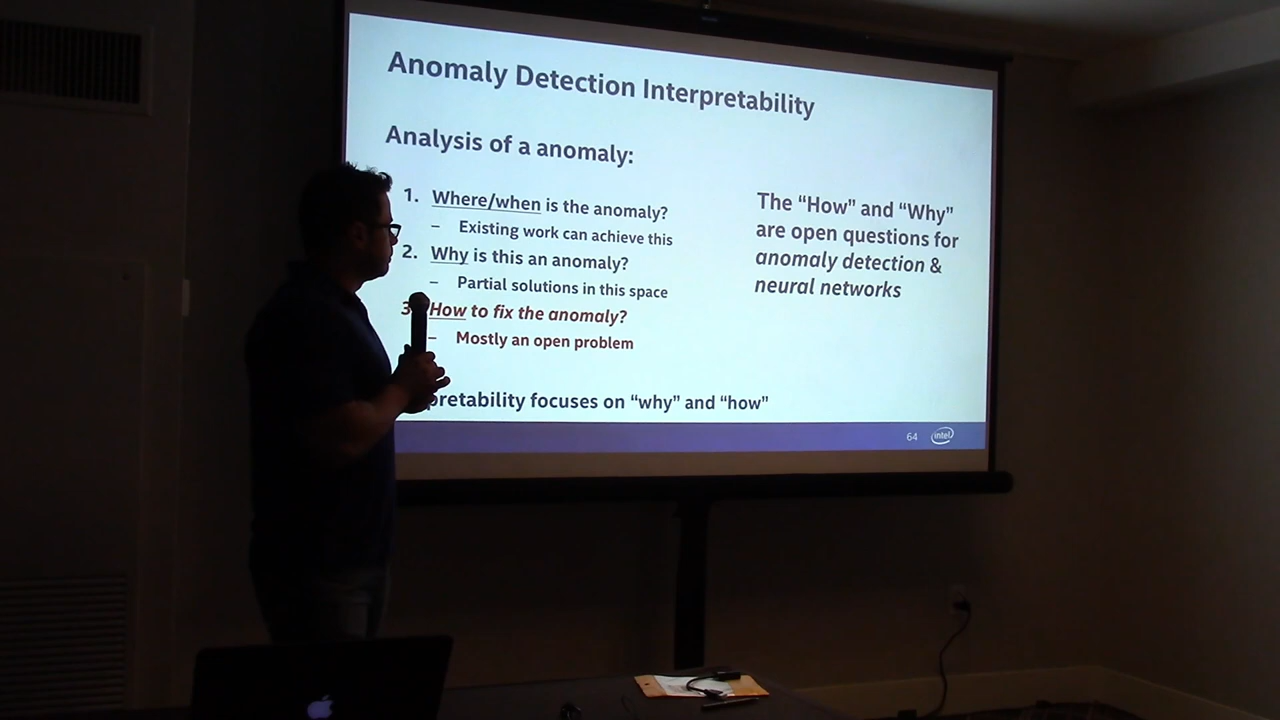 Anomaly Detection Interpretability
Analysis of a anomaly:
1. Where/when is the anomaly?
– Existing work can achieve this
2. Why is this an anomaly?
– Partial solutions in this space
3 How to fix the anomaly?
– Mostly an open problem
pretability focuses on “why” and “how”
The “How” and “Why”
are open questions for
anomaly detection &
neural networks
64
intel